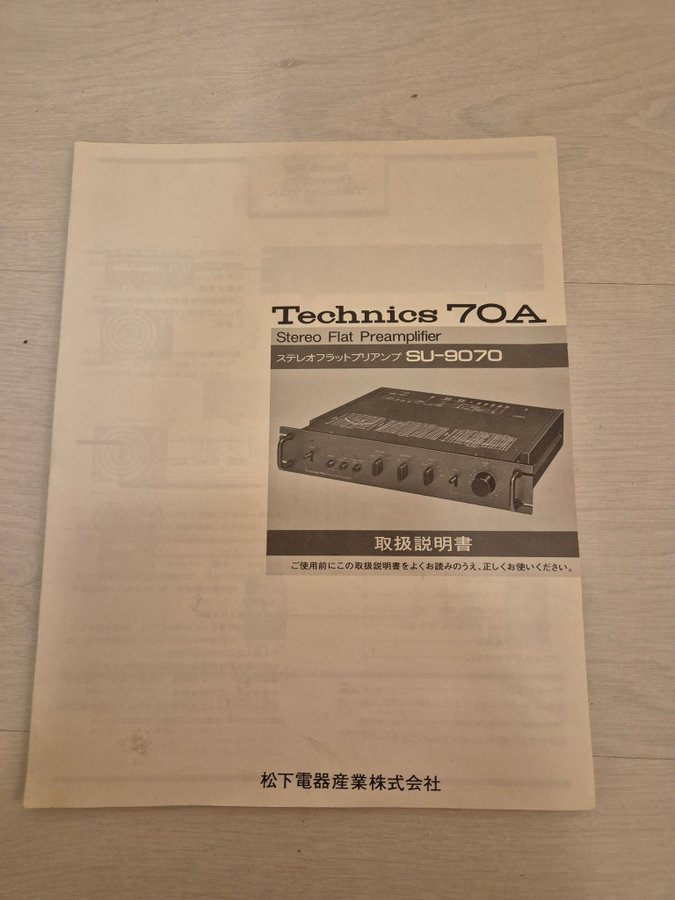 Technics 70A
Stereo Flat Preamplifier
ステレオフラットプリアンプ SU-9070
取扱説明書
ご使用前にこの取扱説明書をよくお読みのうえ、正しくお使いください。
松下電器産業株式会社